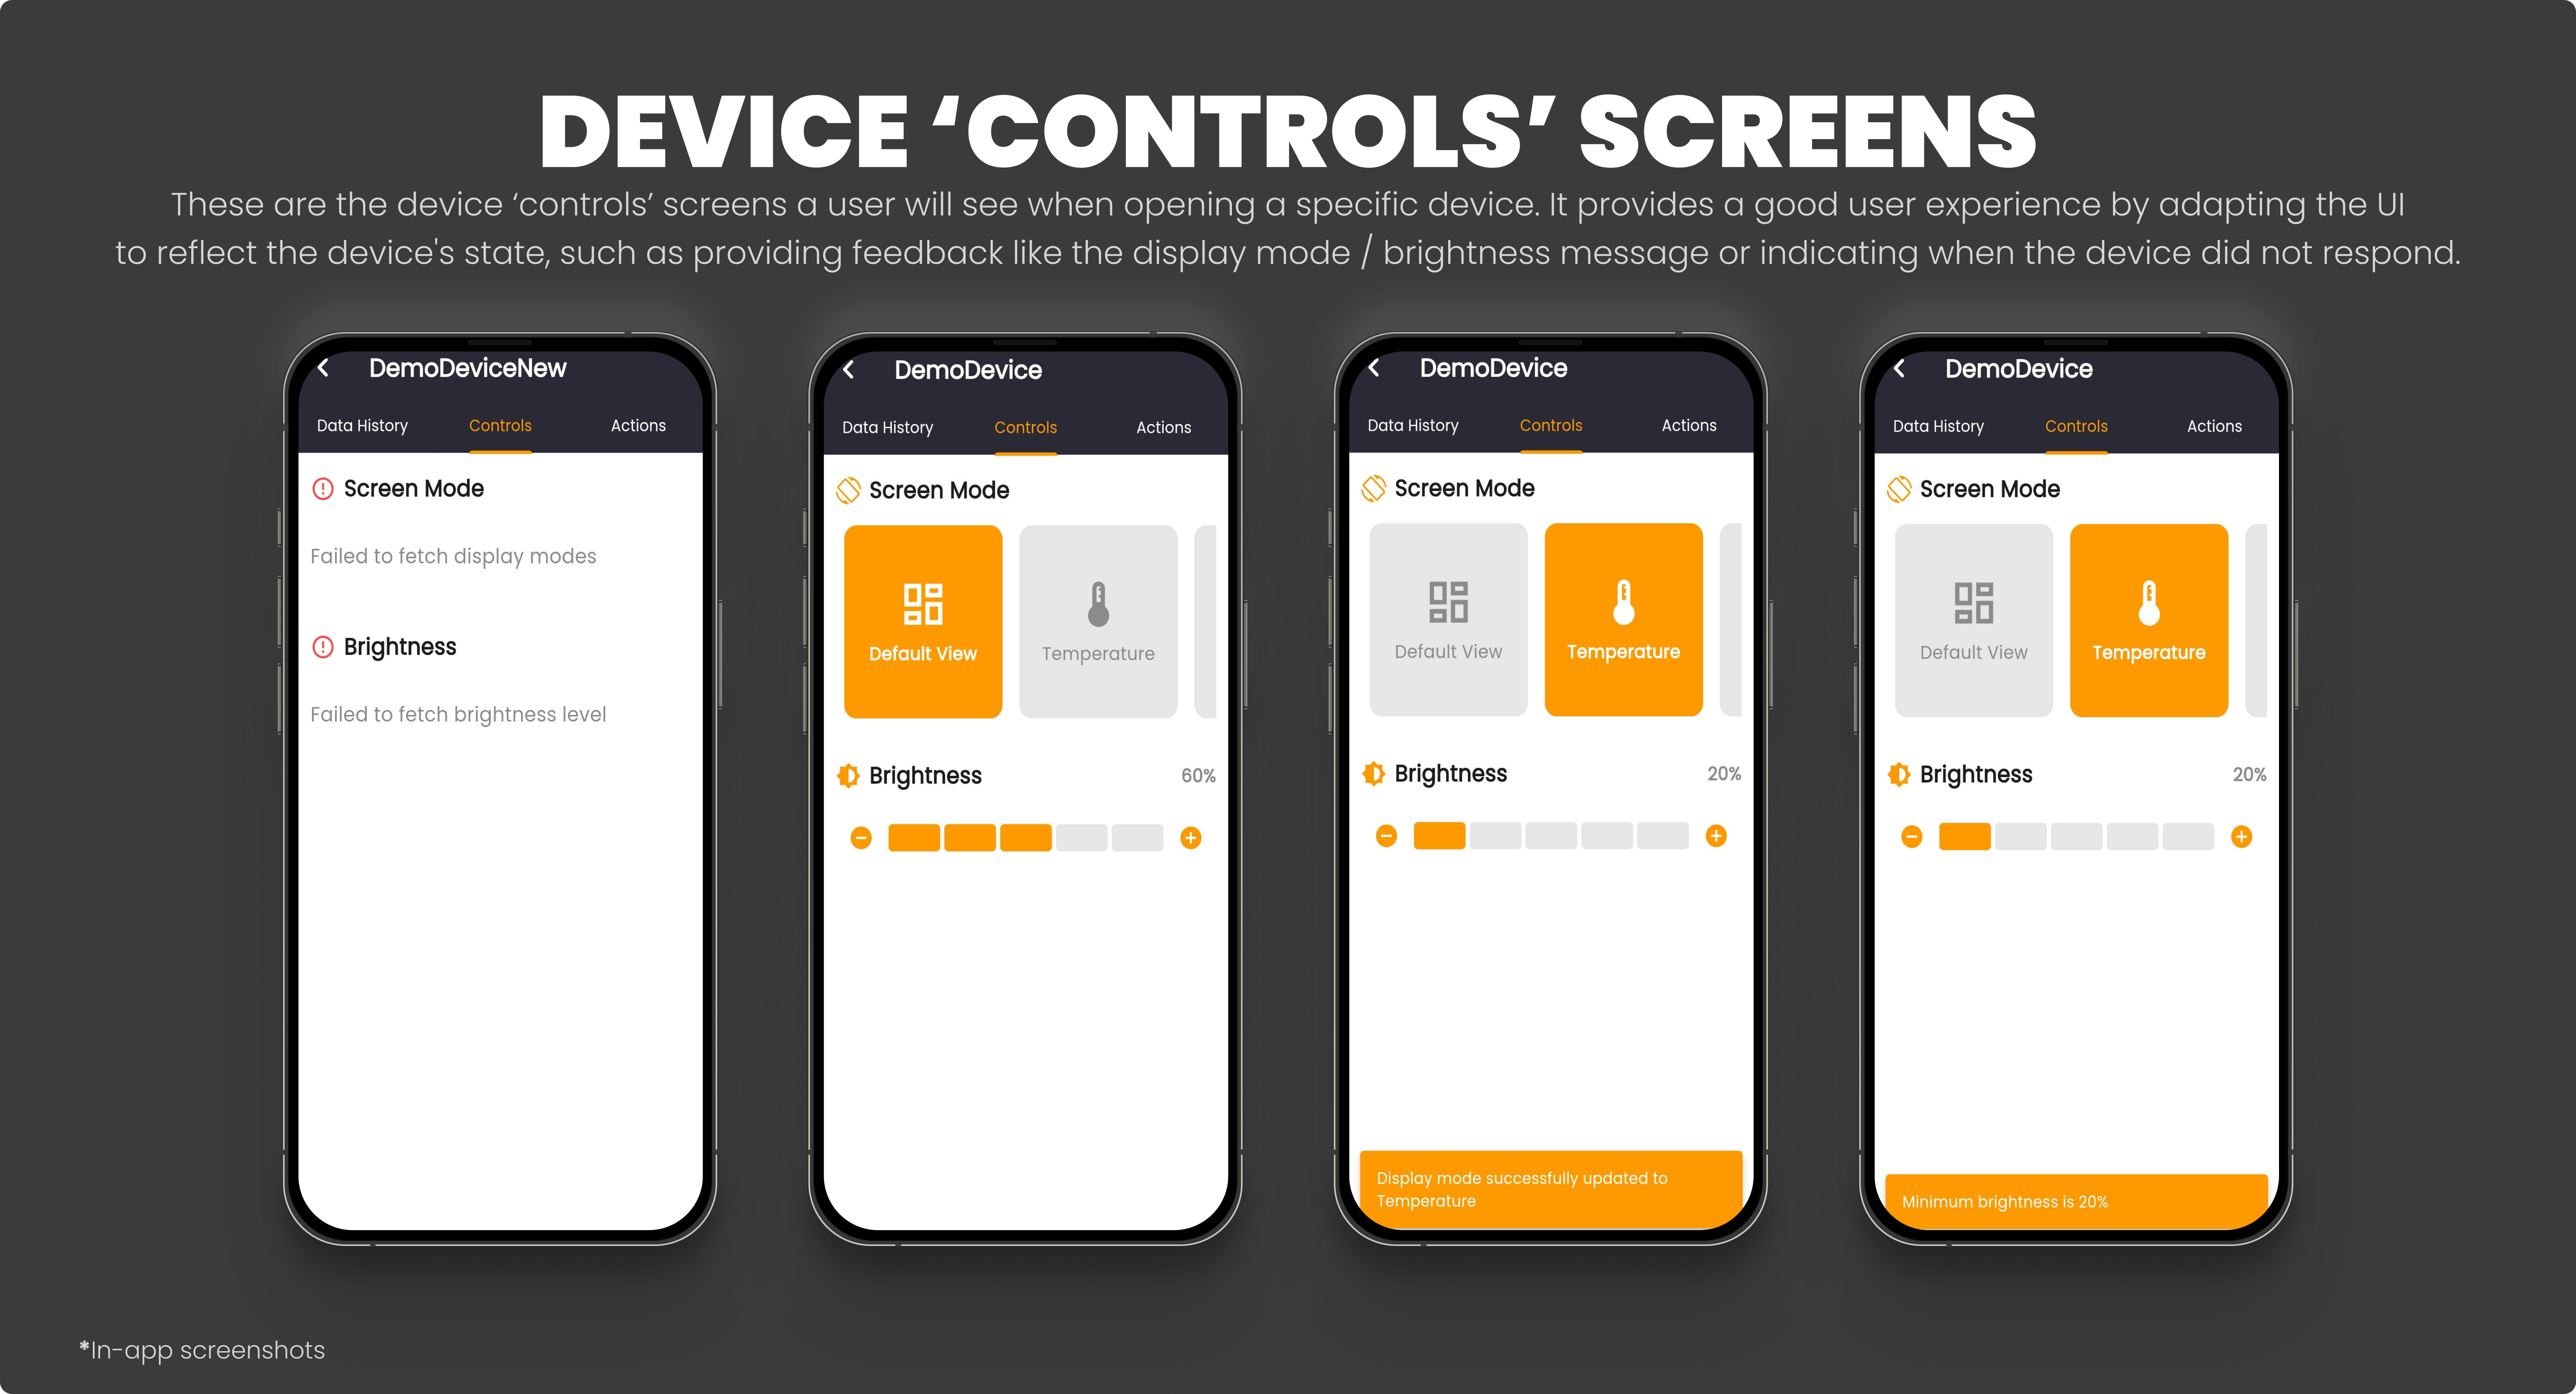 DEVICE ‘CONTROLS’ SCREENS
These are the device ‘controls’ screens a user will see when opening a specific device. It provides a good user experience by adapting the UI
to reflect the device's state, such as providing feedback like the display mode / brightness message or indicating when the device did not respond.
DemoDeviceNew
Data History Controls Actions
Screen Mode
Failed to fetch display modes
Brightness
Failed to fetch brightness level
DemoDevice
Data History Controls Actions
Screen Mode
Default View Temperature
Brightness 60%
DemoDevice
Data History Controls Actions
Screen Mode
Default View Temperature
Brightness 20%
Display mode successfully updated to
Temperature
DemoDevice
Data History Controls Actions
Screen Mode
Default View Temperature
Brightness 20%
Minimum brightness is 20%
*In-app screenshots